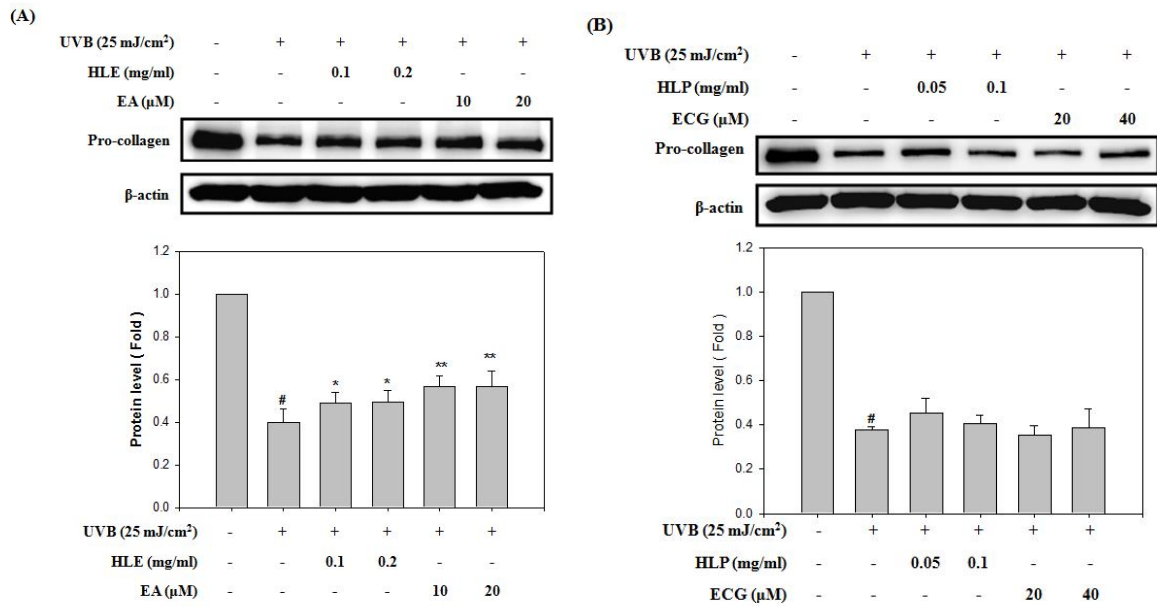 (A)
UVB (25 mJ/cm²) - + + + + +
HLE (mg/ml) - - 0.1 0.2 - -
EA (μM) - - - - 10 20
Pro-collagen
β-actin
1.2
1.0
0.8
0.6
0.4
0.2
0.0
Protein level ( Fold )
# * * ** **
UVB (25 mJ/cm²) - + + + + +
HLE (mg/ml) - - 0.1 0.2 - -
EA (μM) - - - - 10 20
(B)
UVB (25 mJ/cm²) - + + + + +
HLP (mg/ml) - - 0.05 0.1 - -
ECG (μM) - - - - 20 40
Pro-collagen
β-actin
1.2
1.0
0.8
0.6
0.4
0.2
0.0
Protein level ( Fold )
#
UVB (25 mJ/cm²) - + + + + +
HLP (mg/ml) - - 0.05 0.1 - -
ECG (μM) - - - - 20 40